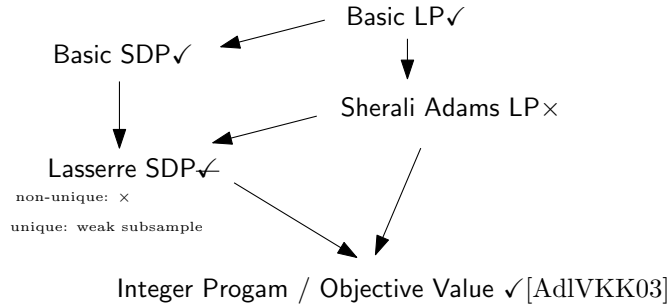 Basic LP✓
Basic SDP✓
Sherali Adams LP×
Lasserre SDP✓
non-unique: ×
unique: weak subsample
Integer Progam / Objective Value ✓[AdlVKK03]